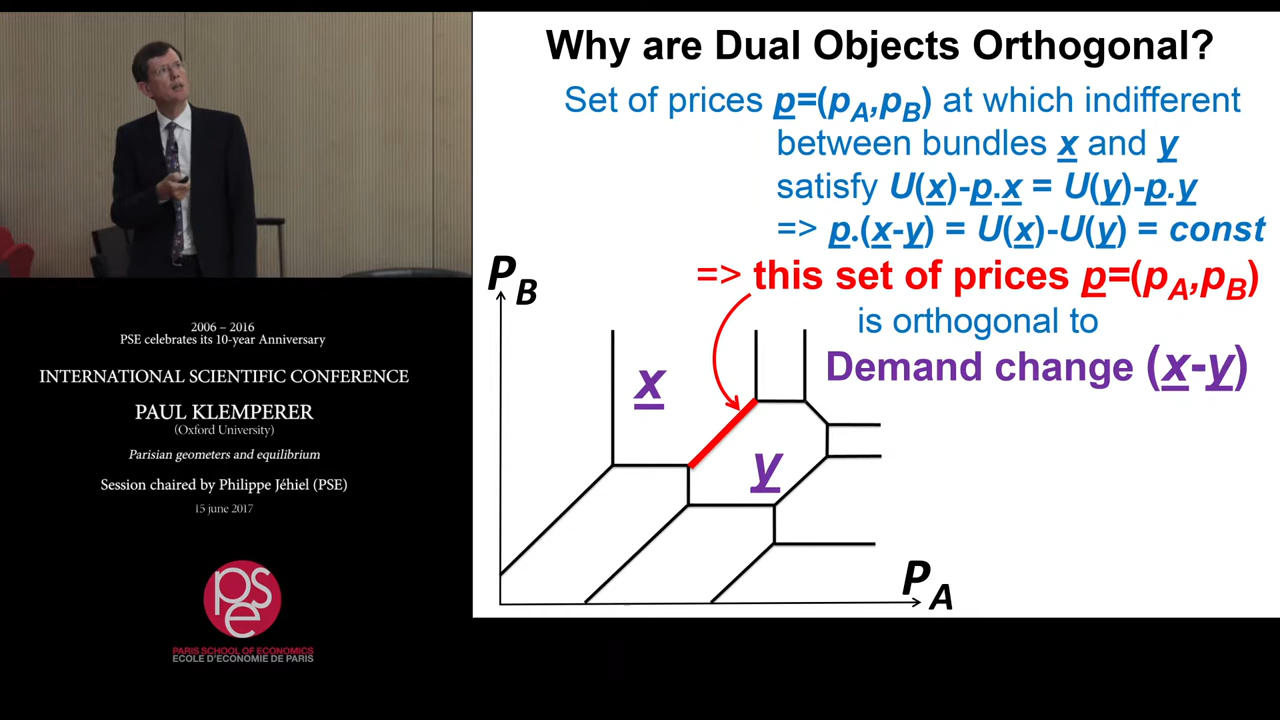 Why are Dual Objects Orthogonal?
Set of prices p=(pA,pB) at which indifferent
between bundles x and y
satisfy U(x)-p.x = U(y)-p.y
=> p.(x-y) = U(x)-U(y) = const
=> this set of prices p=(pA,pB)
is orthogonal to
Demand change (x-y)
PB
x
y
PA
2006 – 2016
PSE celebrates its 10-year Anniversary
INTERNATIONAL SCIENTIFIC CONFERENCE
PAUL KLEMPERER
(Oxford University)
Parisian geometers and equilibrium
Session chaired by Philippe Jéhiel (PSE)
15 june 2017
pse
PARIS SCHOOL OF ECONOMICS
ECOLE D'ECONOMIE DE PARIS